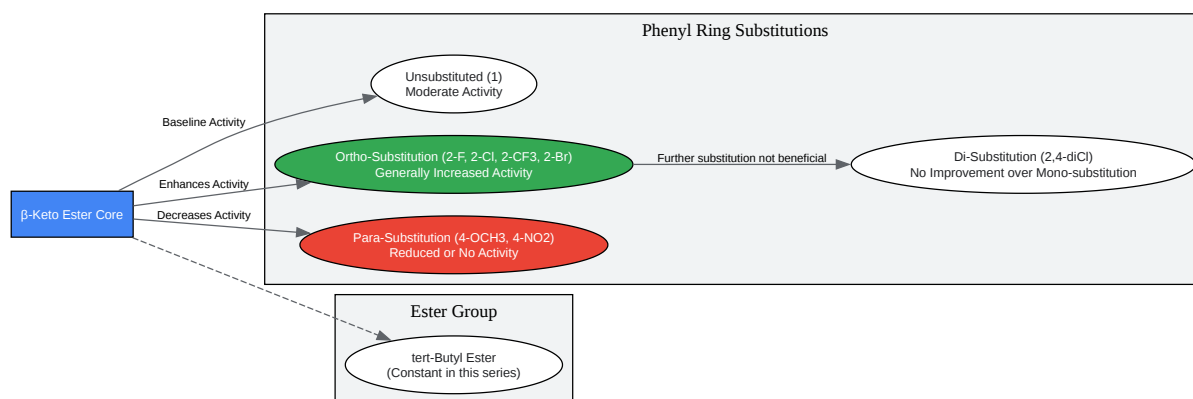 Phenyl Ring Substitutions
Unsubstituted (1)
Moderate Activity
Baseline Activity
Ortho-Substitution (2-F, 2-Cl, 2-CF3, 2-Br)
Generally Increased Activity
Further substitution not beneficial
Di-Substitution (2,4-diCl)
No Improvement over Mono-substitution
Enhances Activity
β-Keto Ester Core
Decreases Activity
Para-Substitution (4-OCH3, 4-NO2)
Reduced or No Activity
Ester Group
tert-Butyl Ester
(Constant in this series)